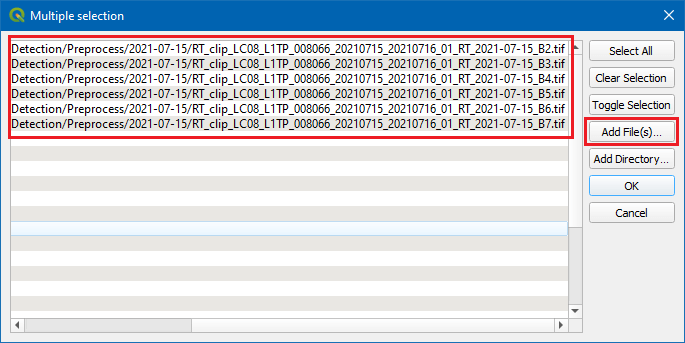 Multiple selection
Detection/Preprocess/2021-07-15/RT_clip_LC08_L1TP_008066_20210715_20210716_01_RT_2021-07-15_B2.tif
Detection/Preprocess/2021-07-15/RT_clip_LC08_L1TP_008066_20210715_20210716_01_RT_2021-07-15_B3.tif
Detection/Preprocess/2021-07-15/RT_clip_LC08_L1TP_008066_20210715_20210716_01_RT_2021-07-15_B4.tif
Detection/Preprocess/2021-07-15/RT_clip_LC08_L1TP_008066_20210715_20210716_01_RT_2021-07-15_B5.tif
Detection/Preprocess/2021-07-15/RT_clip_LC08_L1TP_008066_20210715_20210716_01_RT_2021-07-15_B6.tif
Detection/Preprocess/2021-07-15/RT_clip_LC08_L1TP_008066_20210715_20210716_01_RT_2021-07-15_B7.tif
Select All
Clear Selection
Toggle Selection
Add File(s)...
Add Directory...
OK
Cancel